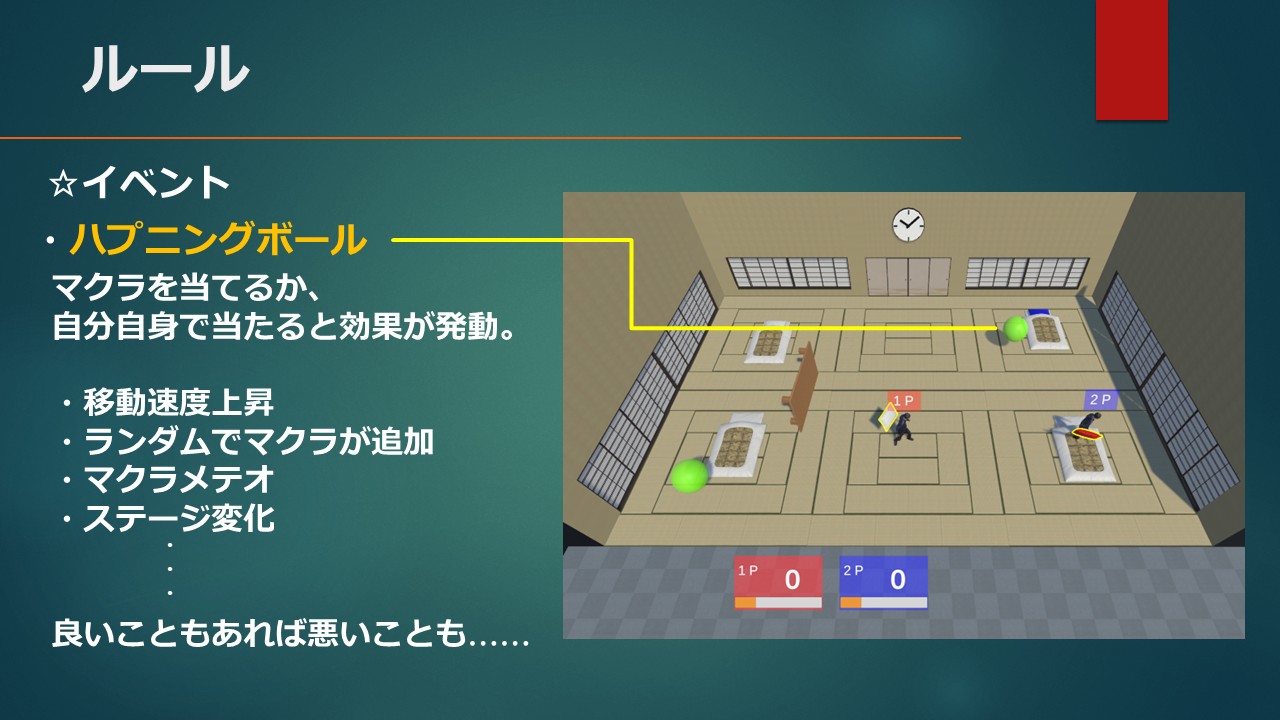 ルール
☆イベント
・ハプニングボール
マクラを当てるか、
自分自身で当たると効果が発動。
・移動速度上昇
・ランダムでマクラが追加
・マクラメテオ
・ステージ変化
・
・
・
良いこともあれば悪いことも……
1P
2P
1P 0
2P 0